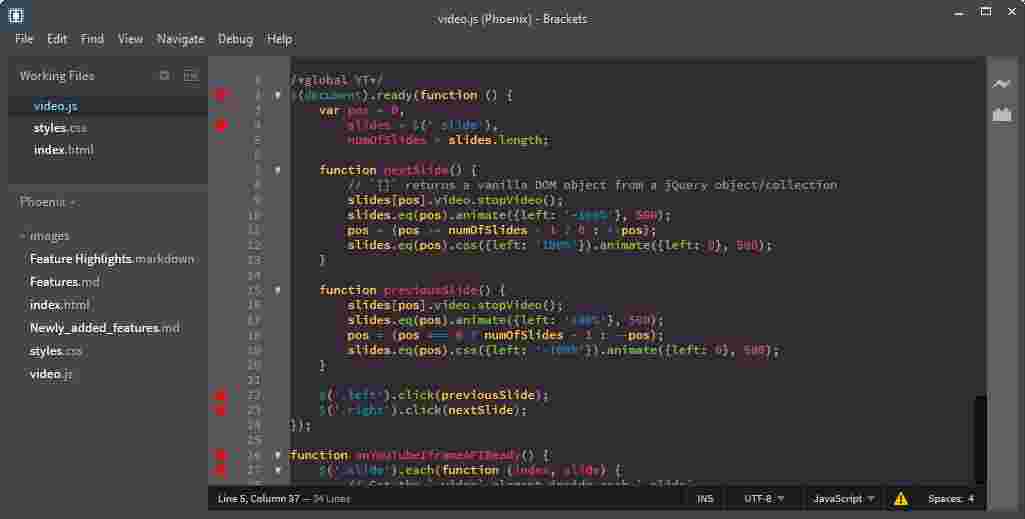 video.js (Phoenix) - Brackets
File Edit Find View Navigate Debug Help
Working Files
video.js
styles.css
index.html
Phoenix
images
Feature Highlights.markdown
Features.md
index.html
Newly_added_features.md
styles.css
video.js
1 /*global YT*/
2 $(document).ready(function () {
3 var pos = 0,
4 slides = $('.slide'),
5 numOfSlides = slides.length;
6
7 function nextSlide() {
8 // `[]` returns a vanilla DOM object from a jQuery object/collection
9 slides[pos].video.stopVideo();
10 slides.eq(pos).animate({left: '-100%'}, 500);
11 pos = (pos >= numOfSlides - 1 ? 0 : ++pos);
12 slides.eq(pos).css({left: '100%'}).animate({left: 0}, 500);
13 }
14
15 function previousSlide() {
16 slides[pos].video.stopVideo();
17 slides.eq(pos).animate({left: '100%'}, 500);
18 pos = (pos === 0 ? numOfSlides - 1 : --pos);
19 slides.eq(pos).css({left: '-100%'}).animate({left: 0}, 500);
20 }
21
22 $('.left').click(previousSlide);
23 $('.right').click(nextSlide);
24 });
25
26 function onYouTubeIframeAPIReady() {
27 $('.slide').each(function (index, slide) {
28 // Get the `.video` element inside each `.slide`
Line 5, Column 37 — 34 Lines
INS UTF-8 JavaScript Spaces: 4